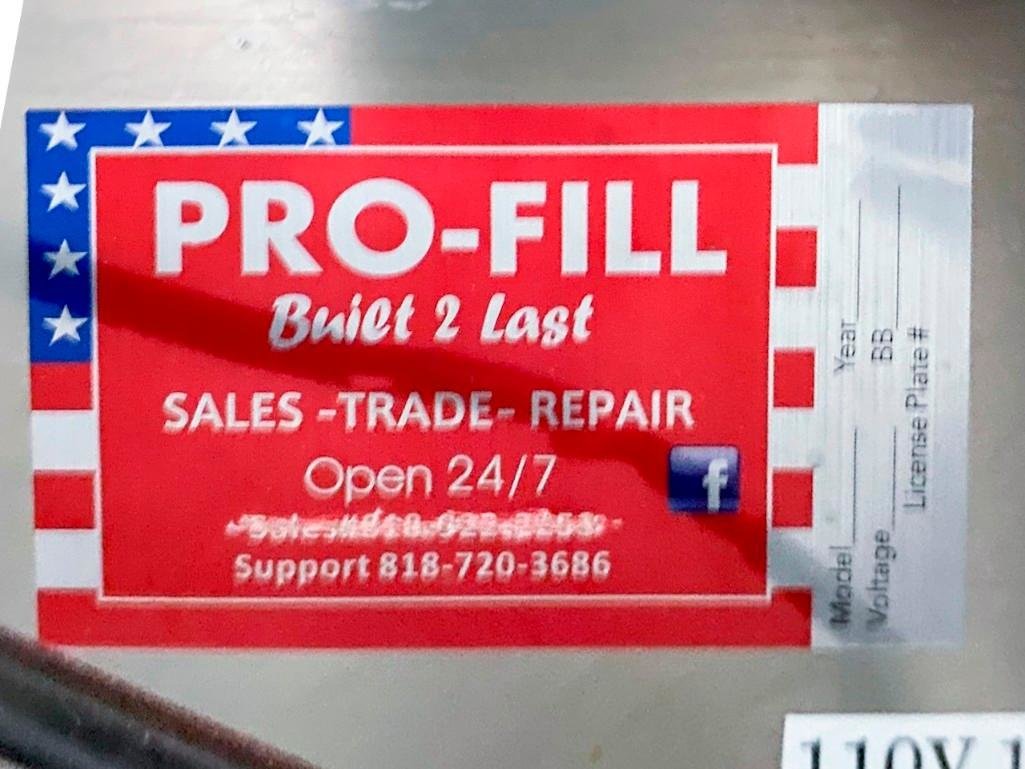 PRO-FILL
Built 2 Last
SALES -TRADE- REPAIR
Open 24/7
Support 818-720-3686
f
Model Year
Voltage BB
License Plate #
110V